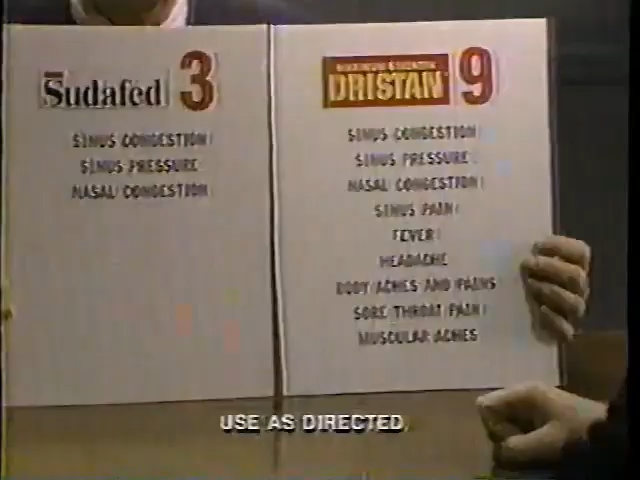 Sudafed 3
SINUS CONGESTION
SINUS PRESSURE
NASAL CONGESTION
MAXIMUM STRENGTH
DRISTAN 9
SINUS CONGESTION
SINUS PRESSURE
NASAL CONGESTION
SINUS PAIN
FEVER
HEADACHE
BODY ACHES AND PAINS
SORE THROAT PAIN
MUSCULAR ACHES
USE AS DIRECTED.